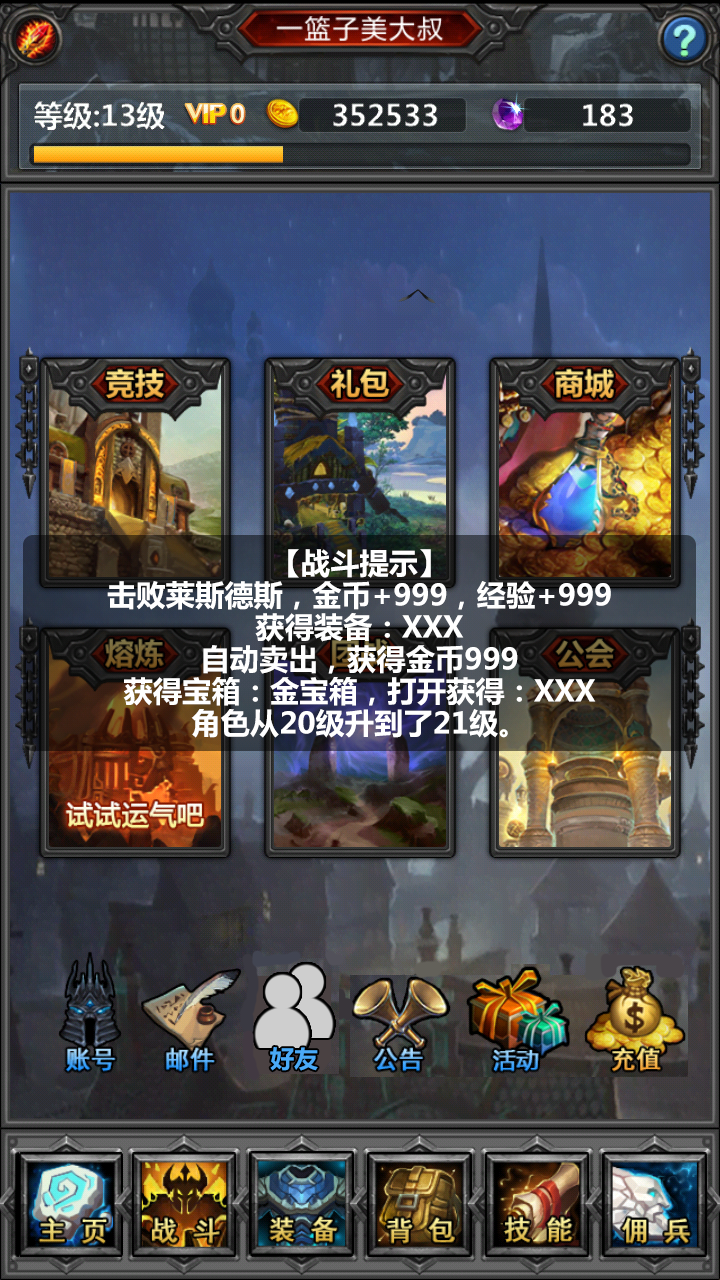 一篮子美大叔
?
等级:13级 VIP 0 352533 183
竞技 礼包 商城
【战斗提示】
击败莱斯德斯，金币+999，经验+999
获得装备：XXX
熔炼 公会
自动卖出，获得金币999
获得宝箱：金宝箱，打开获得：XXX
角色从20级升到了21级。
试试运气吧
账号 邮件 好友 公告 活动 充值
主页 战斗 装备 背包 技能 佣兵